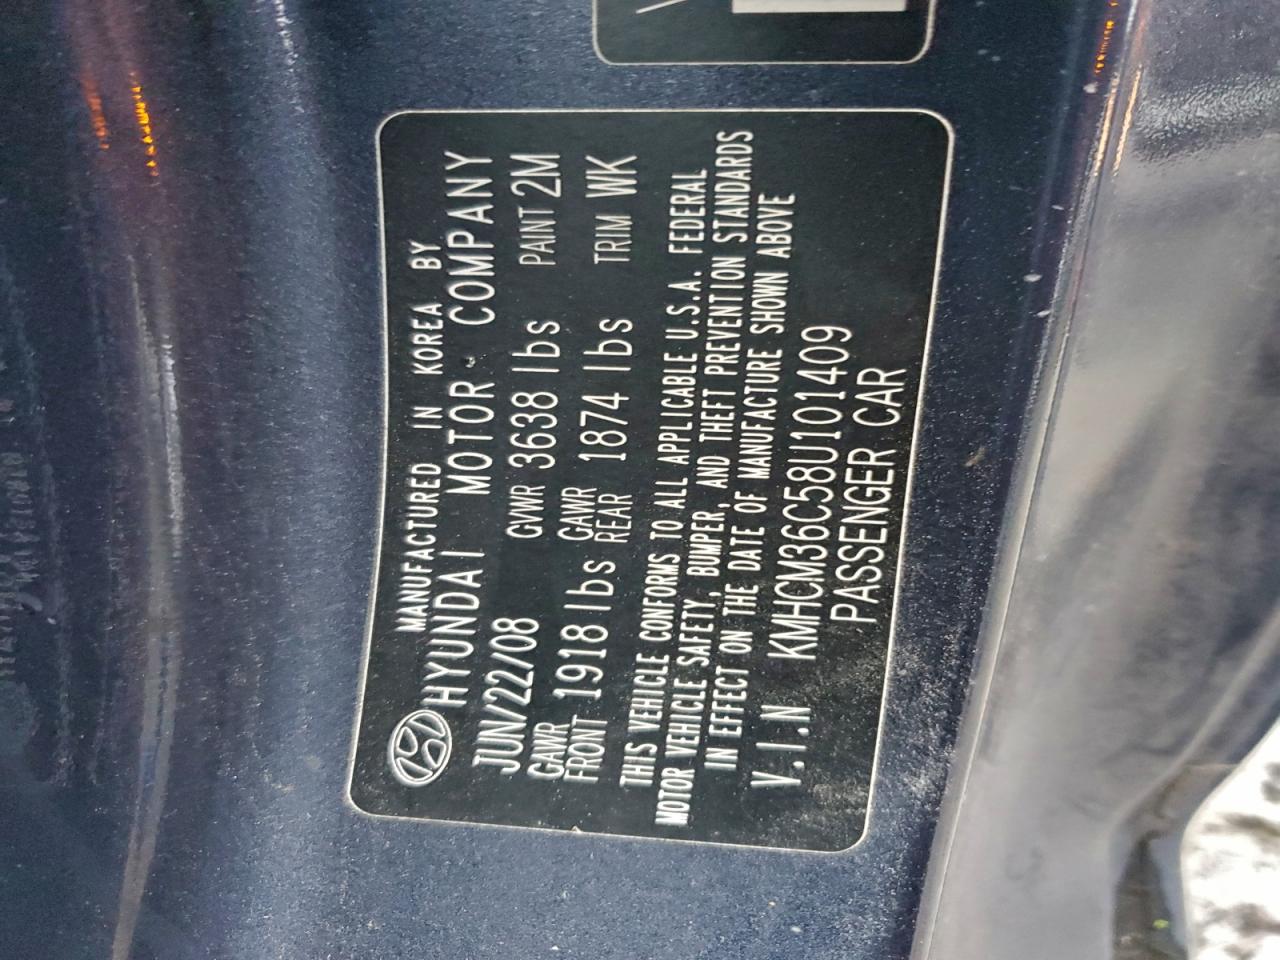 MANUFACTURED IN KOREA BY
HYUNDAI MOTOR COMPANY
JUN/22/08 GVWR 3638 lbs PAINT 2M
GAWR FRONT 1918 lbs GAWR REAR 1874 lbs TRIM WK
THIS VEHICLE CONFORMS TO ALL APPLICABLE U.S.A. FEDERAL
MOTOR VEHICLE SAFETY, BUMPER, AND THEFT PREVENTION STANDARDS
IN EFFECT ON THE DATE OF MANUFACTURE SHOWN ABOVE
V.I.N KMHCM36C58U101409
PASSENGER CAR